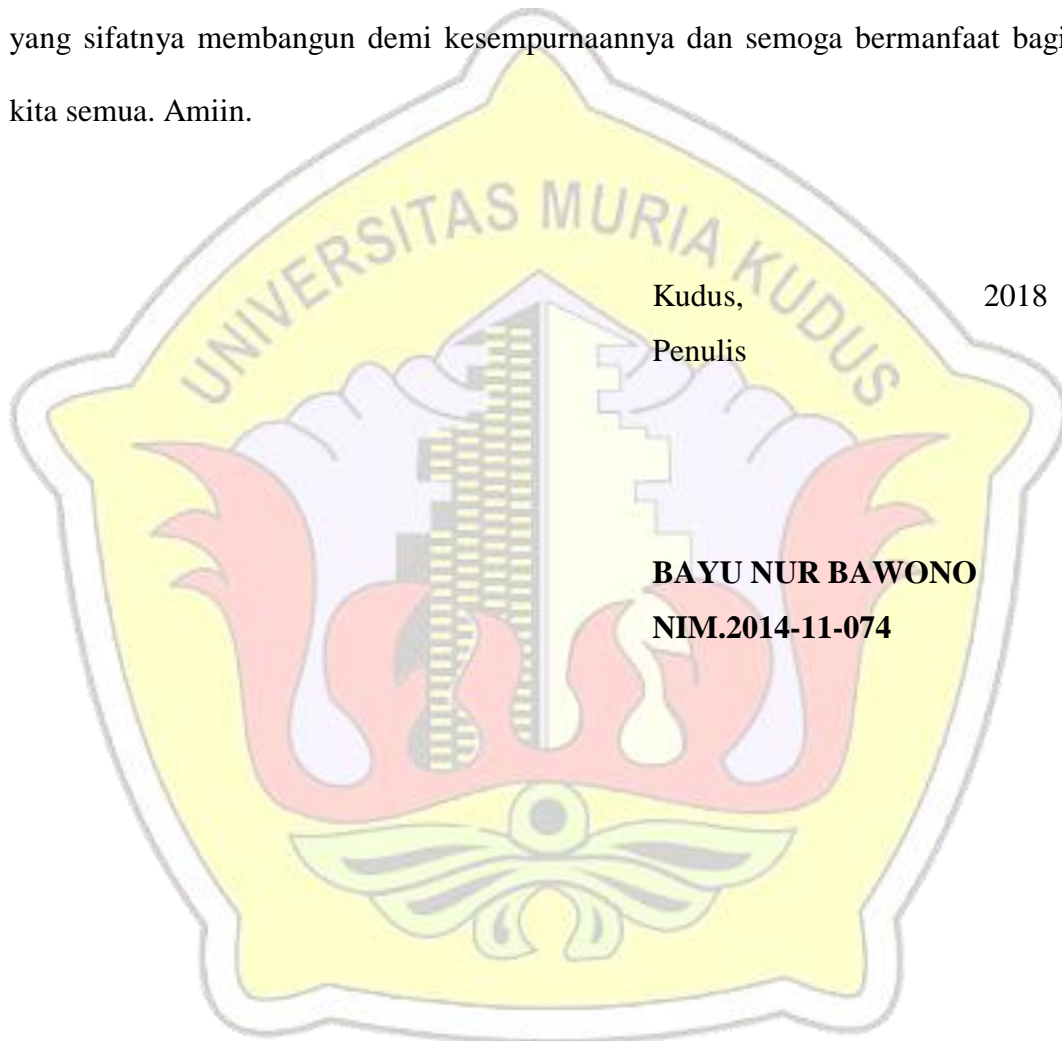 yang sifatnya membangun demi kesempurnaannya dan semoga bermanfaat bagi
kita semua. Amiin.
UNIVERSITAS MURIA KUDUS
Kudus, 2018
Penulis
BAYU NUR BAWONO
NIM.2014-11-074